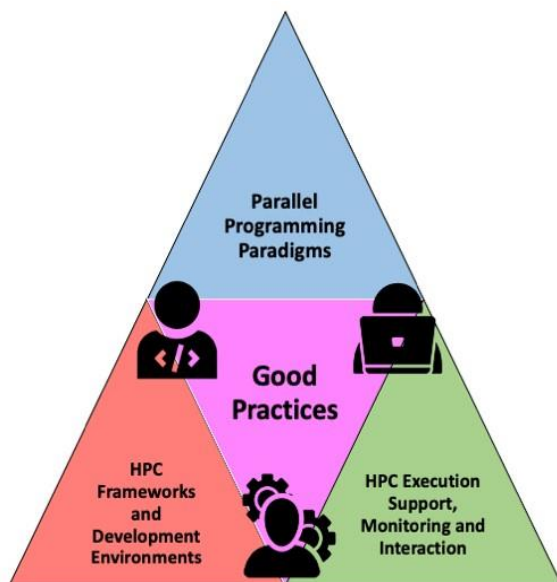 Parallel
Programming
Paradigms
</>
Good
Practices
HPC
Frameworks
and
Development
Environments
HPC Execution
Support,
Monitoring and
Interaction